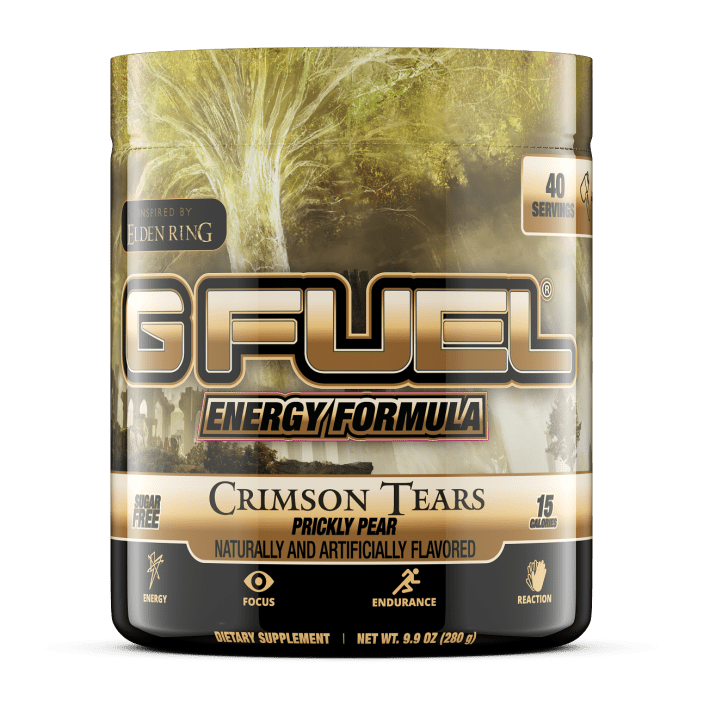 40
SERVINGS
INSPIRED BY
ELDEN RING
G FUEL®
ENERGY FORMULA
SUGAR
FREE
CRIMSON TEARS
PRICKLY PEAR
NATURALLY AND ARTIFICIALLY FLAVORED
15
CALORIES
ENERGY
FOCUS
ENDURANCE
REACTION
DIETARY SUPPLEMENT | NET WT. 9.9 OZ (280 g)